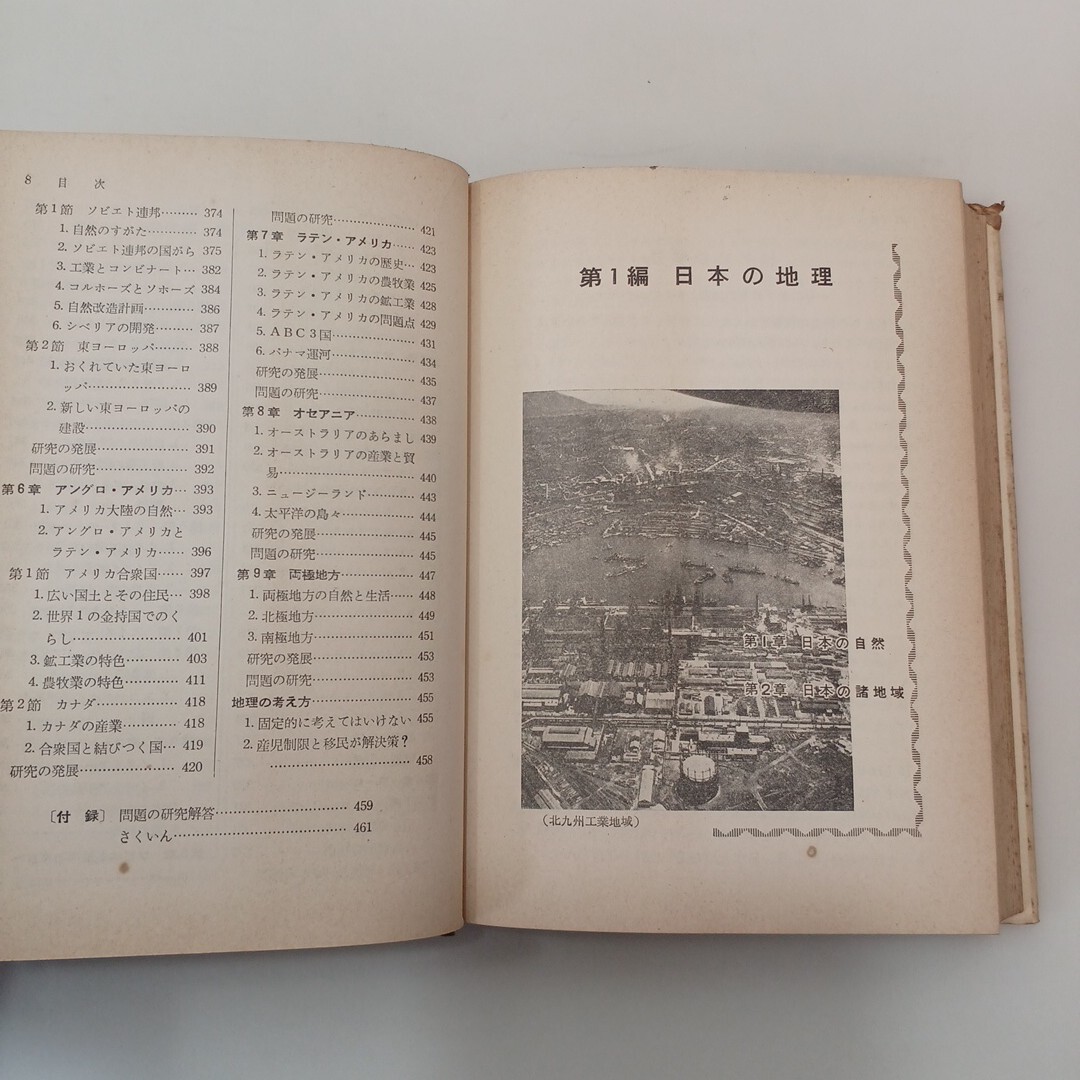 8 目 次
第1節 ソビエト連邦……… 374
1. 自然のすがた………… 374
2. ソビエト連邦の国がら 375
3. 工業とコンビナート… 382
4. コルホーズとソホーズ 384
5. 自然改造計画………… 386
6. シベリアの開発……… 387
第2節 東ヨーロッパ……… 388
1. おくれていた東ヨーロ
ッパ…………………… 389
2. 新しい東ヨーロッパの
建設…………………… 390
研究の発展………………… 391
問題の研究………………… 392
第6章 アングロ・アメリカ… 393
1. アメリカ大陸の自然… 393
2. アングロ・アメリカと
ラテン・アメリカ…… 396
第1節 アメリカ合衆国…… 397
1. 広い国土とその住民… 398
2. 世界1の金持国でのく
らし…………………… 401
3. 鉱工業の特色………… 403
4. 農牧業の特色………… 411
第2節 カナダ……………… 418
1. カナダの産業………… 418
2. 合衆国と結びつく国… 419
研究の発展………………… 420
問題の研究………………… 421
第7章 ラテン・アメリカ…… 423
1. ラテン・アメリカの歴史… 423
2. ラテン・アメリカの農牧業 425
3. ラテン・アメリカの鉱工業 428
4. ラテン・アメリカの問題点 429
5. ABC3国……………… 431
6. パナマ運河…………… 434
研究の発展………………… 435
問題の研究………………… 437
第8章 オセアニア………… 438
1. オーストラリアのあらまし 439
2. オーストラリアの産業と貿
易……………………… 440
3. ニュージーランド…… 443
4. 太平洋の島々………… 444
研究の発展………………… 445
問題の研究………………… 445
第9章 両極地方…………… 447
1. 両極地方の自然と生活… 448
2. 北極地方……………… 449
3. 南極地方……………… 451
研究の発展………………… 453
問題の研究………………… 453
地理の考え方……………… 455
1. 固定的に考えてはいけない 455
2. 産児制限と移民が解決策?
………………………… 458
〔付 録〕 問題の研究解答……………… 459
さくいん……………………… 461
第1編 日本の地理
第1章 日本の自然
第2章 日本の諸地域
(北九州工業地域)